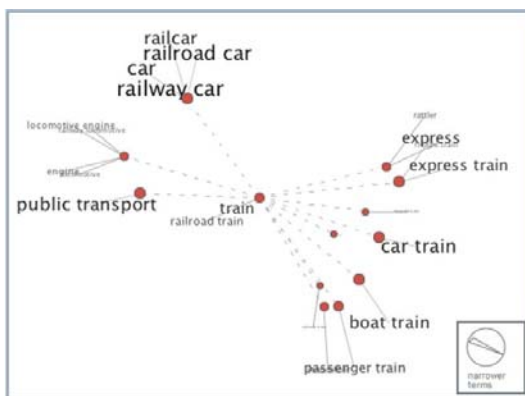 railcar
railroad car
car
railway car
rattler
locomotive engine
express
express train
engine
locomotive
public transport
train
railroad train
car train
boat train
passenger train
narrower
terms